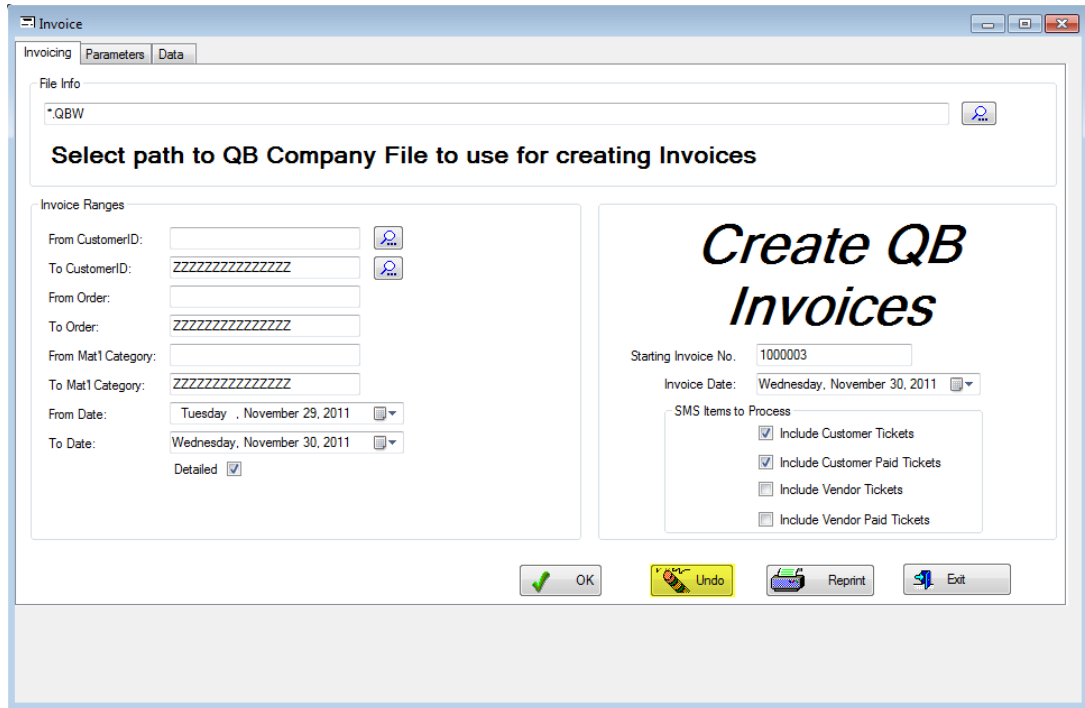 Invoice
Invoicing Parameters Data
File Info
*.QBW
Select path to QB Company File to use for creating Invoices
Invoice Ranges
From CustomerID:
To CustomerID: ZZZZZZZZZZZZZZZ
From Order:
To Order: ZZZZZZZZZZZZZZZ
From Mat1 Category:
To Mat1 Category: ZZZZZZZZZZZZZZZ
From Date: Tuesday , November 29, 2011
To Date: Wednesday, November 30, 2011
Detailed
Create QB
Invoices
Starting Invoice No. 1000003
Invoice Date: Wednesday, November 30, 2011
SMS Items to Process
Include Customer Tickets
Include Customer Paid Tickets
Include Vendor Tickets
Include Vendor Paid Tickets
OK Undo Reprint Exit